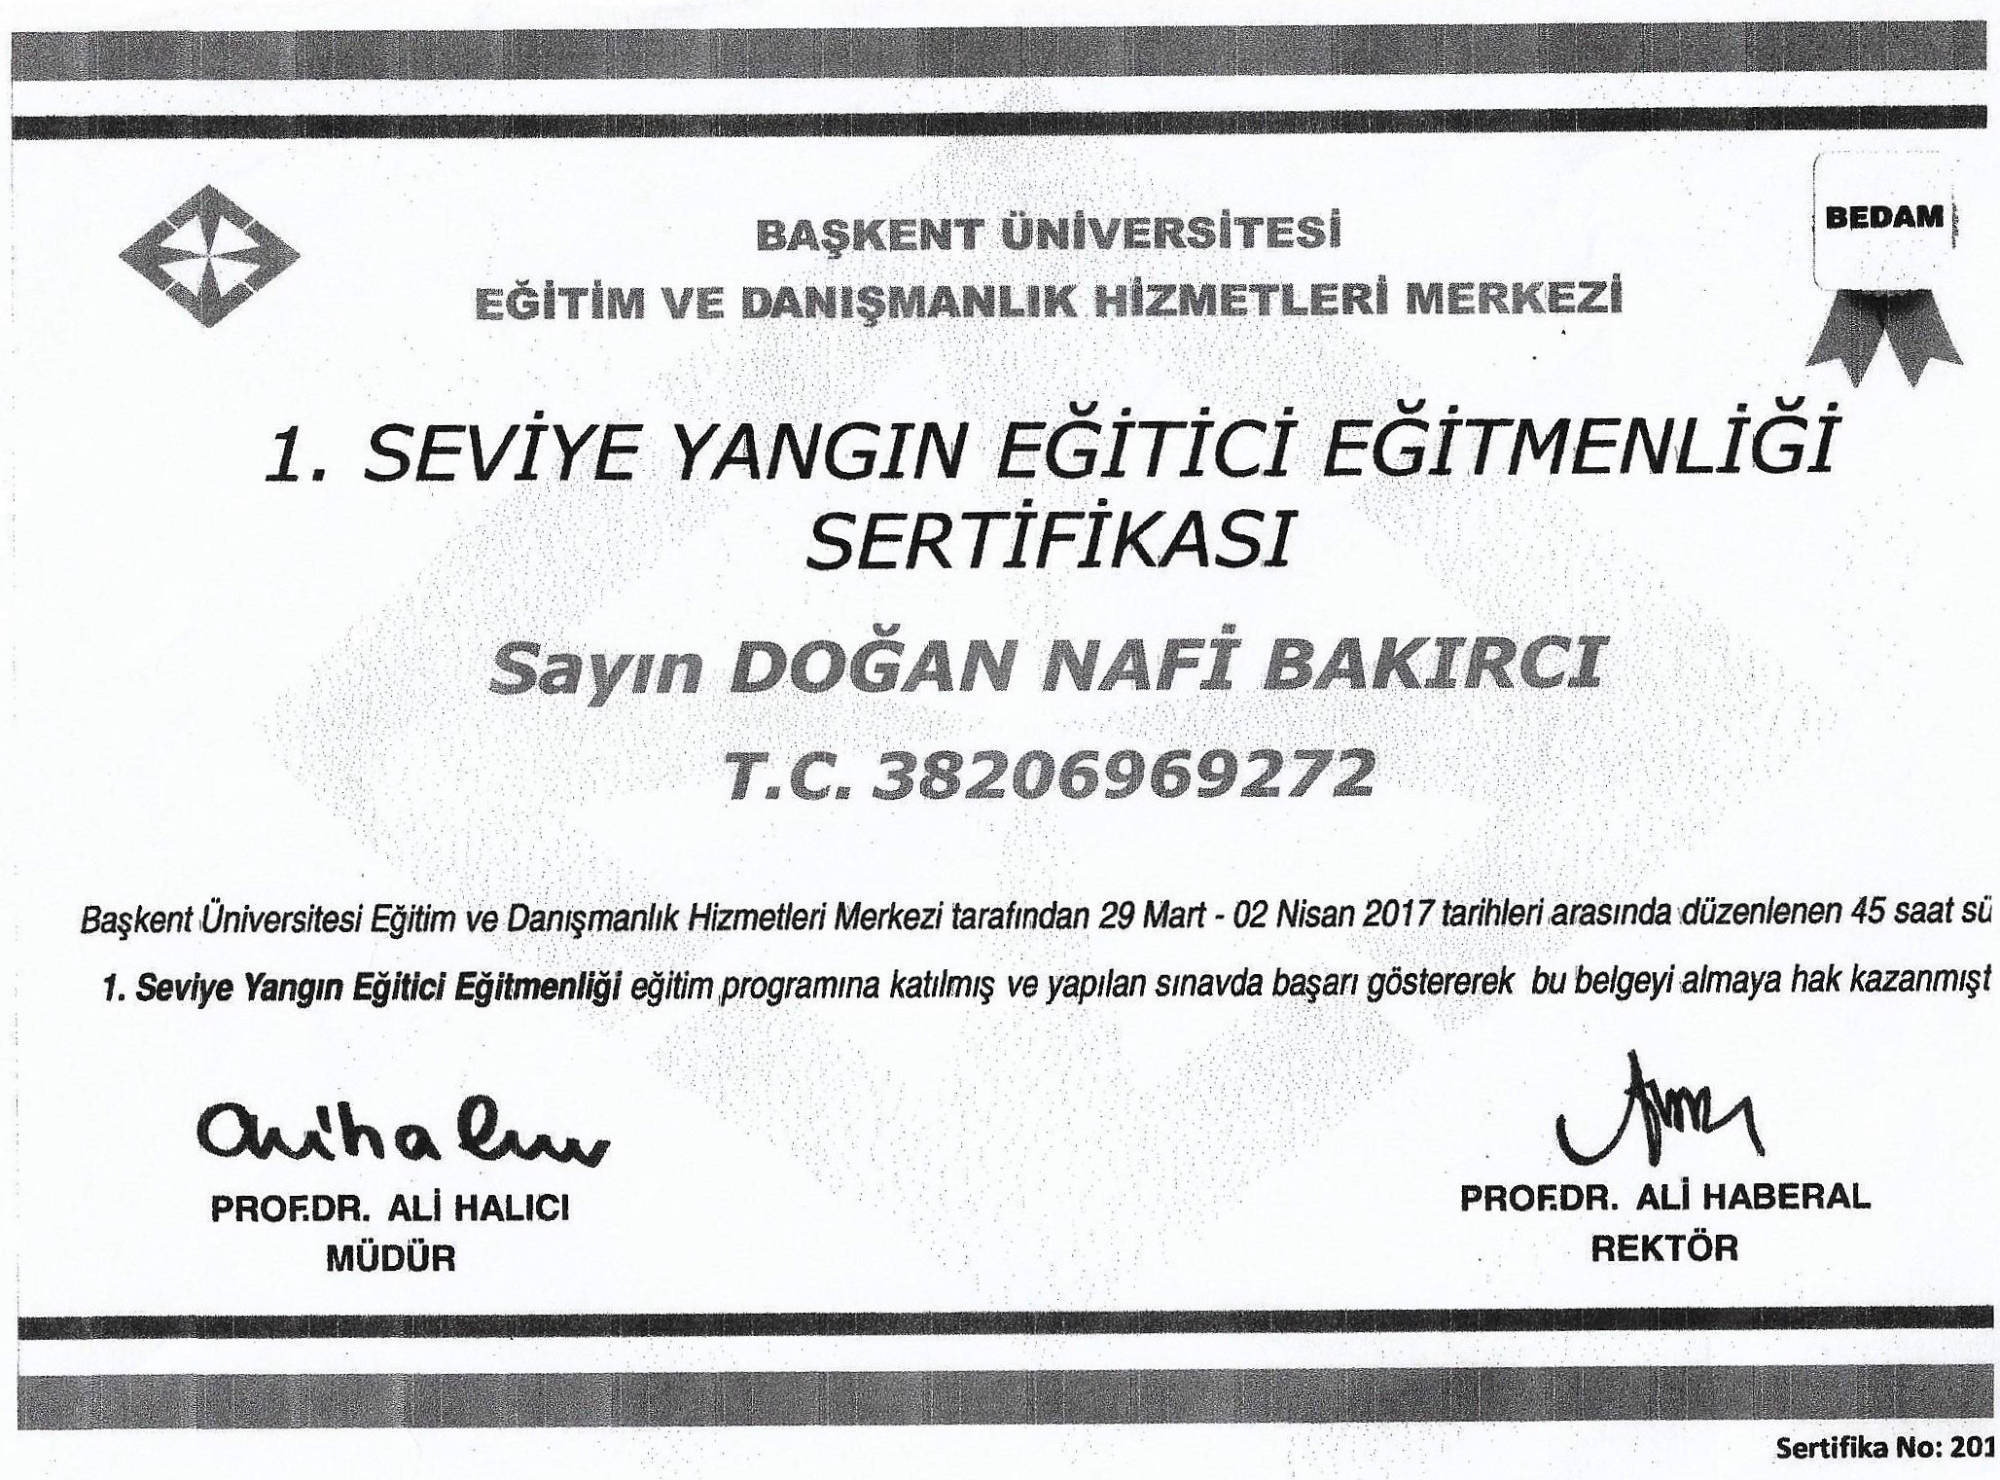 BEDAM
BAŞKENT ÜNİVERSİTESİ
EĞİTİM VE DANIŞMANLIK HİZMETLERİ MERKEZİ
1. SEVİYE YANGIN EĞİTİCİ EĞİTMENLİĞİ
SERTİFİKASI
Sayın DOĞAN NAFİ BAKIRCI
T.C. 38206969272
Başkent Üniversitesi Eğitim ve Danışmanlık Hizmetleri Merkezi tarafından 29 Mart - 02 Nisan 2017 tarihleri arasında düzenlenen 45 saat sü
1. Seviye Yangın Eğitici Eğitmenliği eğitim programına katılmış ve yapılan sınavda başarı göstererek bu belgeyi almaya hak kazanmışt
PROF.DR. ALİ HALICI
MÜDÜR
PROF.DR. ALİ HABERAL
REKTÖR
Sertifika No: 201